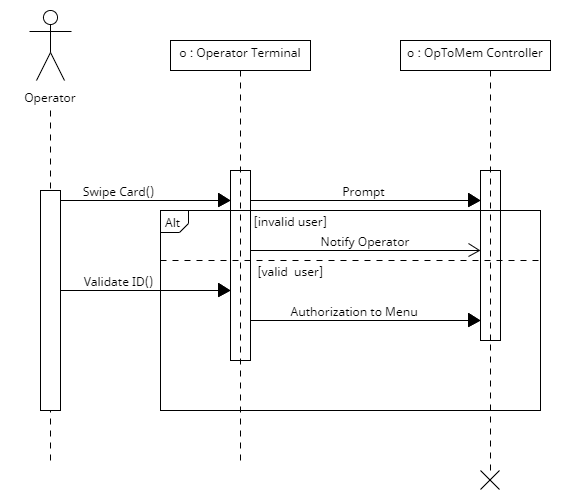 o : Operator Terminal
o : OpToMem Controller
Operator
Swipe Card()
Prompt
Alt
[invalid user]
Notify Operator
[valid  user]
Validate ID()
Authorization to Menu